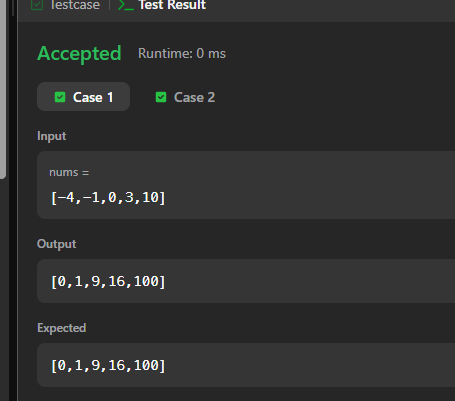 Testcase | >_ Test Result
Accepted Runtime: 0 ms
Case 1 Case 2
Input
nums =
[−4,−1,0,3,10]
Output
[0,1,9,16,100]
Expected
[0,1,9,16,100]